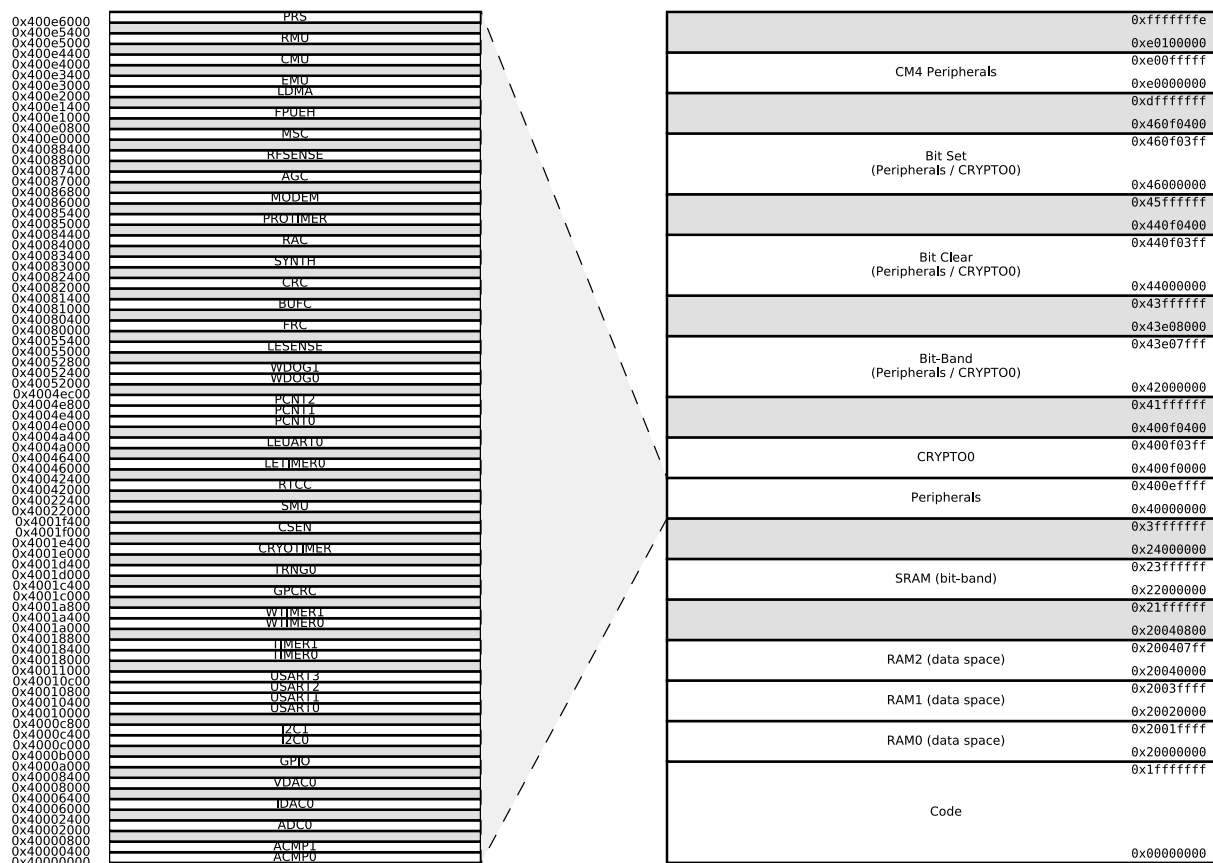 0x400e6000
0x400e5400
0x400e5000
0x400e4400
0x400e4000
0x400e3400
0x400e3000
0x400e2000
0x400e1400
0x400e1000
0x400e0800
0x400e0000
0x40088400
0x40088000
0x40087400
0x40087000
0x40086800
0x40086000
0x40085400
0x40085000
0x40084400
0x40084000
0x40083400
0x40083000
0x40082400
0x40082000
0x40081400
0x40081000
0x40080400
0x40080000
0x40055400
0x40055000
0x40052800
0x40052400
0x40052000
0x4004ec00
0x4004e800
0x4004e400
0x4004e000
0x4004a400
0x4004a000
0x40046400
0x40046000
0x40042400
0x40042000
0x40022400
0x40022000
0x4001f400
0x4001f000
0x4001e400
0x4001e000
0x4001d400
0x4001d000
0x4001c400
0x4001c000
0x4001a800
0x4001a400
0x4001a000
0x40018800
0x40018400
0x40018000
0x40011000
0x40010c00
0x40010800
0x40010400
0x40010000
0x4000c800
0x4000c400
0x4000c000
0x4000b000
0x4000a000
0x40008400
0x40008000
0x40006400
0x40006000
0x40002400
0x40002000
0x40000800
0x40000400
0x40000000
PRS
RMU
CMU
EMU
LDMA
FPUEH
MSC
RFSENSE
AGC
MODEM
PROTIMER
RAC
SYNTH
CRC
BUFC
FRC
LESENSE
WDOG1
WDOG0
PCNT2
PCNT1
PCNT0
LEUART0
LETIMER0
RTCC
SMU
CSEN
CRYOTIMER
TRNG0
GPCRC
WTIMER1
WTIMER0
TIMER1
TIMER0
USART3
USART2
USART1
USART0
I2C1
I2C0
GPIO
VDAC0
IDAC0
ADC0
ACMP1
ACMP0
0xfffffffe
0xe0100000
0xe00fffff
CM4 Peripherals
0xe0000000
0xdfffffff
0x460f0400
0x460f03ff
Bit Set
(Peripherals / CRYPTO0)
0x46000000
0x45ffffff
0x440f0400
0x440f03ff
Bit Clear
(Peripherals / CRYPTO0)
0x44000000
0x43ffffff
0x43e08000
0x43e07fff
Bit-Band
(Peripherals / CRYPTO0)
0x42000000
0x41ffffff
0x400f0400
0x400f03ff
CRYPTO0
0x400f0000
0x400effff
Peripherals
0x40000000
0x3fffffff
0x24000000
0x23ffffff
SRAM (bit-band)
0x22000000
0x21ffffff
0x20040800
0x200407ff
RAM2 (data space)
0x20040000
0x2003ffff
RAM1 (data space)
0x20020000
0x2001ffff
RAM0 (data space)
0x20000000
0x1fffffff
Code
0x00000000